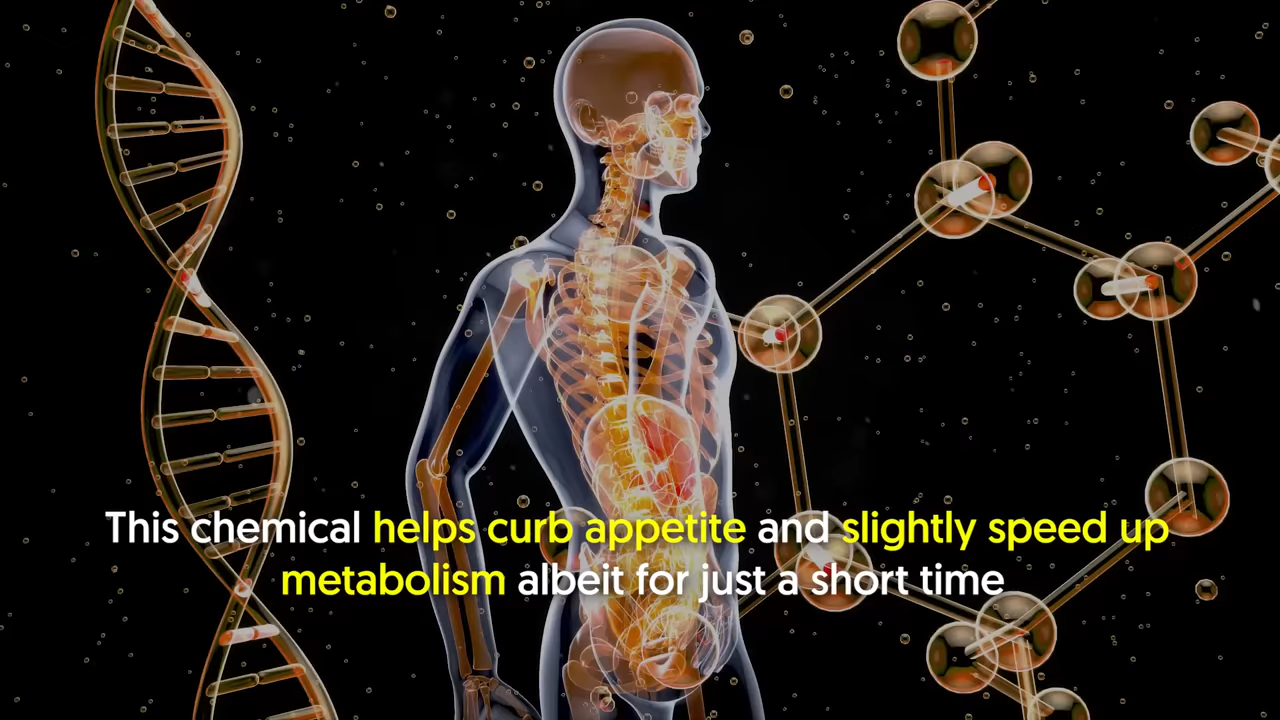 This chemical helps curb appetite and slightly speed up
metabolism albeit for just a short time